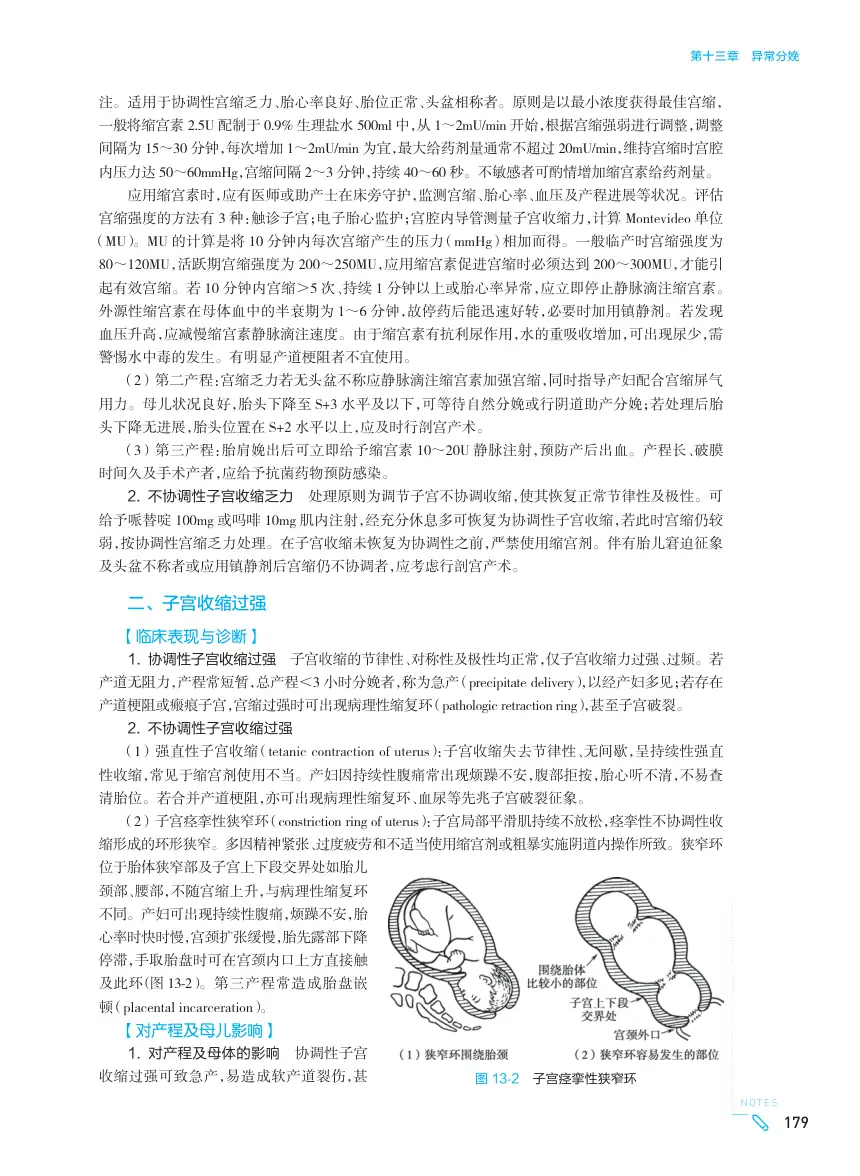 第十三章 异常分娩
注。适用于协调性宫缩乏力、胎心率良好、胎位正常、头盆相称者。原则是以最小浓度获得最佳宫缩，
一般将缩宫素 2.5U 配制于 0.9% 生理盐水 500ml 中，从 1～2mU/min 开始，根据宫缩强弱进行调整，调整
间隔为 15～30 分钟，每次增加 1～2mU/min 为宜，最大给药剂量通常不超过 20mU/min，维持宫缩时宫腔
内压力达 50～60mmHg，宫缩间隔 2～3 分钟，持续 40～60 秒。不敏感者可酌情增加缩宫素给药剂量。
应用缩宫素时，应有医师或助产士在床旁守护，监测宫缩、胎心率、血压及产程进展等状况。评估
宫缩强度的方法有 3 种：触诊子宫；电子胎心监护；宫腔内导管测量子宫收缩力，计算 Montevideo 单位
（MU）。MU 的计算是将 10 分钟内每次宫缩产生的压力（mmHg）相加而得。一般临产时宫缩强度为
80～120MU，活跃期宫缩强度为 200～250MU，应用缩宫素促进宫缩时必须达到 200～300MU，才能引
起有效宫缩。若 10 分钟内宫缩＞5 次、持续 1 分钟以上或胎心率异常，应立即停止静脉滴注缩宫素。
外源性缩宫素在母体血中的半衰期为 1～6 分钟，故停药后能迅速好转，必要时加用镇静剂。若发现
血压升高，应减慢缩宫素静脉滴注速度。由于缩宫素有抗利尿作用，水的重吸收增加，可出现尿少，需
警惕水中毒的发生。有明显产道梗阻者不宜使用。
（2）第二产程：宫缩乏力若无头盆不称应静脉滴注缩宫素加强宫缩，同时指导产妇配合宫缩屏气
用力。母儿状况良好，胎头下降至 S+3 水平及以下，可等待自然分娩或行阴道助产分娩；若处理后胎
头下降无进展，胎头位置在 S+2 水平以上，应及时行剖宫产术。
（3）第三产程：胎肩娩出后可立即给予缩宫素 10～20U 静脉注射，预防产后出血。产程长、破膜
时间久及手术产者，应给予抗菌药物预防感染。
2. 不协调性子宫收缩乏力 处理原则为调节子宫不协调收缩，使其恢复正常节律性及极性。可
给予哌替啶 100mg 或吗啡 10mg 肌内注射，经充分休息多可恢复为协调性子宫收缩，若此时宫缩仍较
弱，按协调性宫缩乏力处理。在子宫收缩未恢复为协调性之前，严禁使用缩宫剂。伴有胎儿窘迫征象
及头盆不称者或应用镇静剂后宫缩仍不协调者，应考虑行剖宫产术。
二、子宫收缩过强
【临床表现与诊断】
1. 协调性子宫收缩过强 子宫收缩的节律性、对称性及极性均正常，仅子宫收缩力过强、过频。若
产道无阻力，产程常短暂，总产程＜3 小时分娩者，称为急产（precipitate delivery），以经产妇多见；若存在
产道梗阻或瘢痕子宫，宫缩过强时可出现病理性缩复环（pathologic retraction ring），甚至子宫破裂。
2. 不协调性子宫收缩过强
（1）强直性子宫收缩（tetanic contraction of uterus）：子宫收缩失去节律性、无间歇，呈持续性强直
性收缩，常见于缩宫剂使用不当。产妇因持续性腹痛常出现烦躁不安，腹部拒按，胎心听不清，不易查
清胎位。若合并产道梗阻，亦可出现病理性缩复环、血尿等先兆子宫破裂征象。
（2）子宫痉挛性狭窄环（constriction ring of uterus）：子宫局部平滑肌持续不放松，痉挛性不协调性收
缩形成的环形狭窄。多因精神紧张、过度疲劳和不适当使用缩宫剂或粗暴实施阴道内操作所致。狭窄环
位于胎体狭窄部及子宫上下段交界处如胎儿
颈部、腰部，不随宫缩上升，与病理性缩复环
不同。产妇可出现持续性腹痛，烦躁不安，胎
心率时快时慢，宫颈扩张缓慢，胎先露部下降
停滞，手取胎盘时可在宫颈内口上方直接触
及此环（图 13-2）。第三产程常造成胎盘嵌
顿（placental incarceration）。
【对产程及母儿影响】
1. 对产程及母体的影响 协调性子宫
收缩过强可致急产，易造成软产道裂伤，甚
围绕胎体
比较小的部位
子宫上下段
交界处
宫颈外口
（1）狭窄环围绕胎颈
（2）狭窄环容易发生的部位
图 13-2 子宫痉挛性狭窄环
NOTES
179